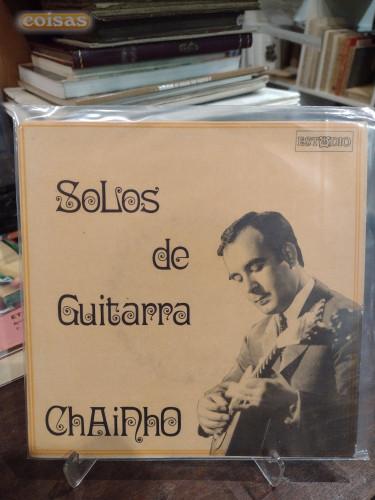 coisas
ESTÚDIO
SoLos
de
Guitarra
ChAiNhO